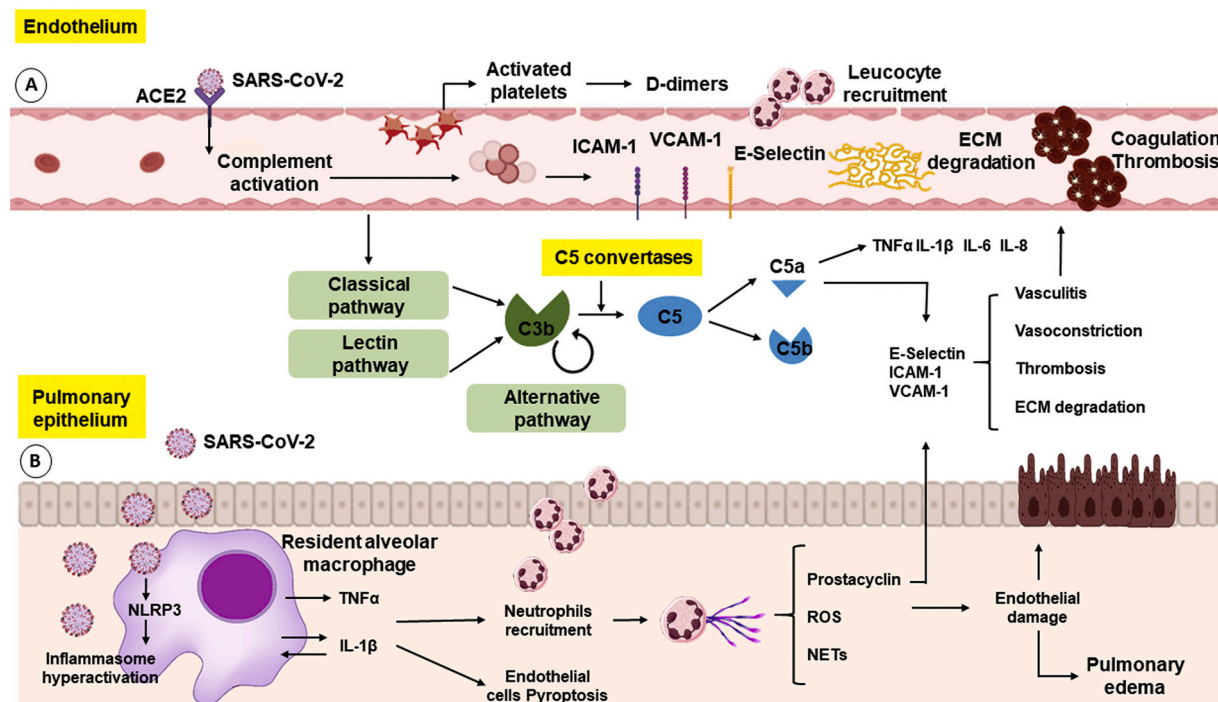 Endothelium
A
SARS-CoV-2
ACE2
Activated
platelets
D-dimers
Leucocyte
recruitment
Complement
activation
ICAM-1
VCAM-1
E-Selectin
ECM
degradation
Coagulation
Thrombosis
Classical
pathway
Lectin
pathway
C3b
Alternative
pathway
C5 convertases
C5
C5a
C5b
TNFα IL-1β IL-6 IL-8
E-Selectin
ICAM-1
VCAM-1
Vasculitis
Vasoconstriction
Thrombosis
ECM degradation
Pulmonary
epithelium
B
SARS-CoV-2
Resident alveolar
macrophage
NLRP3
Inflammasome
hyperactivation
TNFα
IL-1β
Neutrophils
recruitment
Endothelial
cells Pyroptosis
Prostacyclin
ROS
NETs
Endothelial
damage
Pulmonary
edema